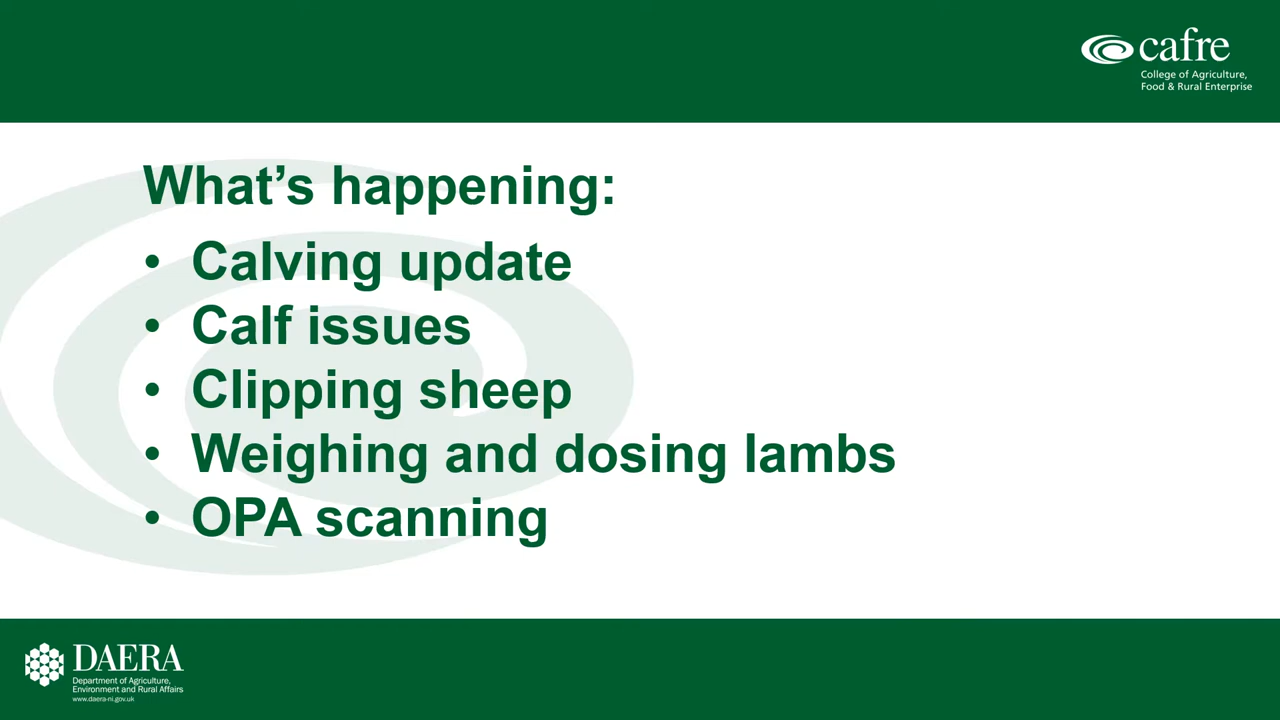 cafre
College of Agriculture,
Food & Rural Enterprise
What’s happening:
• Calving update
• Calf issues
• Clipping sheep
• Weighing and dosing lambs
• OPA scanning
DAERA
Department of Agriculture,
Environment and Rural Affairs
www.daera-ni.gov.uk